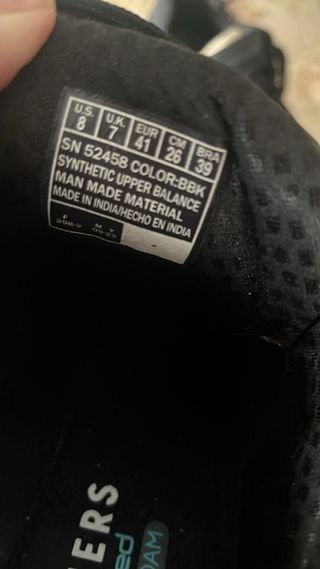 U.S. U.K. EUR CM BRA
8 7 41 26 39
SN 52458 COLOR:BBK
SYNTHETIC UPPER BALANCE
MAN MADE MATERIAL
MADE IN INDIA/HECHO EN INDIA
F M Y
ERS
ed
OAM